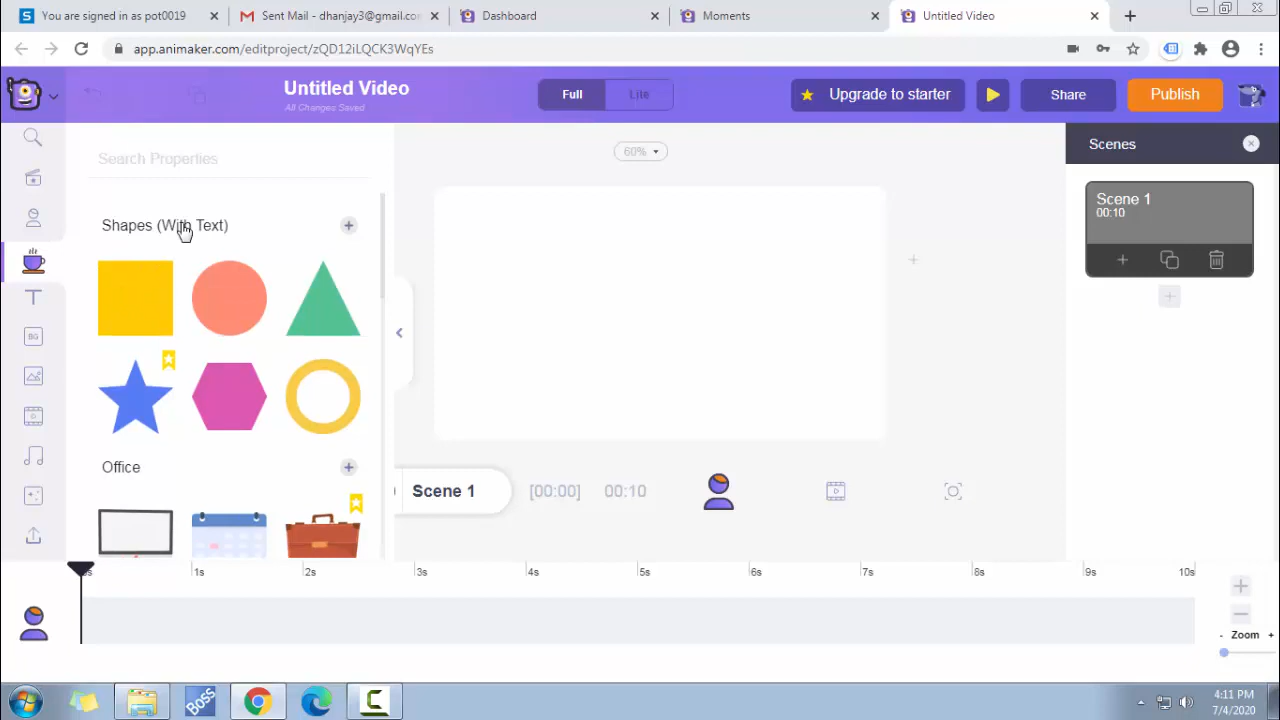 You are signed in as pot0019
Sent Mail - dhanjay3@gmail.com
Dashboard
Moments
Untitled Video
app.animaker.com/editproject/zQD12iLQCK3WqYEs
Untitled Video
All Changes Saved
Full
Lite
Upgrade to starter
Share
Publish
Search Properties
60%
Scenes
Shapes (With Text)
Scene 1
00:10
BG
Office
Scene 1
[00:00]
00:10
1s
2s
3s
4s
5s
6s
7s
8s
9s
10s
- Zoom +
BOSS
4:11 PM
7/4/2020